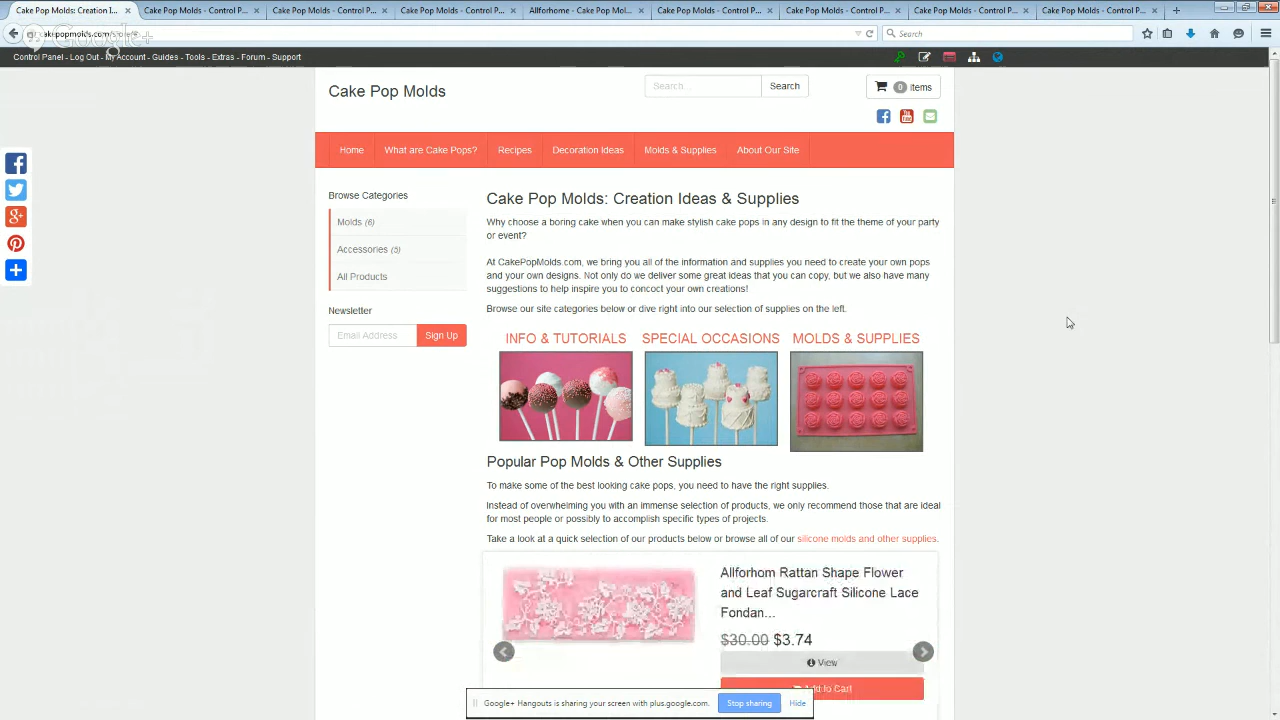 Cake Pop Molds: Creation I...
Cake Pop Molds - Control P...
Cake Pop Molds - Control P...
Cake Pop Molds - Control P...
Allforhome - Cake Pop Mol...
Cake Pop Molds - Control P...
Cake Pop Molds - Control P...
Cake Pop Molds - Control P...
Cake Pop Molds - Control P...
Search
Control Panel - Log Out - My Account - Guides - Tools - Extras - Forum - Support
Cake Pop Molds
Search...
Search
0 items
Home
What are Cake Pops?
Recipes
Decoration Ideas
Molds & Supplies
About Our Site
Browse Categories
Molds (6)
Accessories (5)
All Products
Newsletter
Email Address
Sign Up
Cake Pop Molds: Creation Ideas & Supplies
Why choose a boring cake when you can make stylish cake pops in any design to fit the theme of your party
or event?
At CakePopMolds.com, we bring you all of the information and supplies you need to create your own pops
and your own designs. Not only do we deliver some great ideas that you can copy, but we also have many
suggestions to help inspire you to concoct your own creations!
Browse our site categories below or dive right into our selection of supplies on the left.
INFO & TUTORIALS
SPECIAL OCCASIONS
MOLDS & SUPPLIES
Popular Pop Molds & Other Supplies
To make some of the best looking cake pops, you need to have the right supplies.
Instead of overwhelming you with an immense selection of products, we only recommend those that are ideal
for most people or possibly to accomplish specific types of projects.
Take a look at a quick selection of our products below or browse all of our silicone molds and other supplies.
Allforhom Rattan Shape Flower
and Leaf Sugarcraft Silicone Lace
Fondan...
$30.00 $3.74
View
Add to Cart
Google+ Hangouts is sharing your screen with plus.google.com.
Stop sharing
Hide